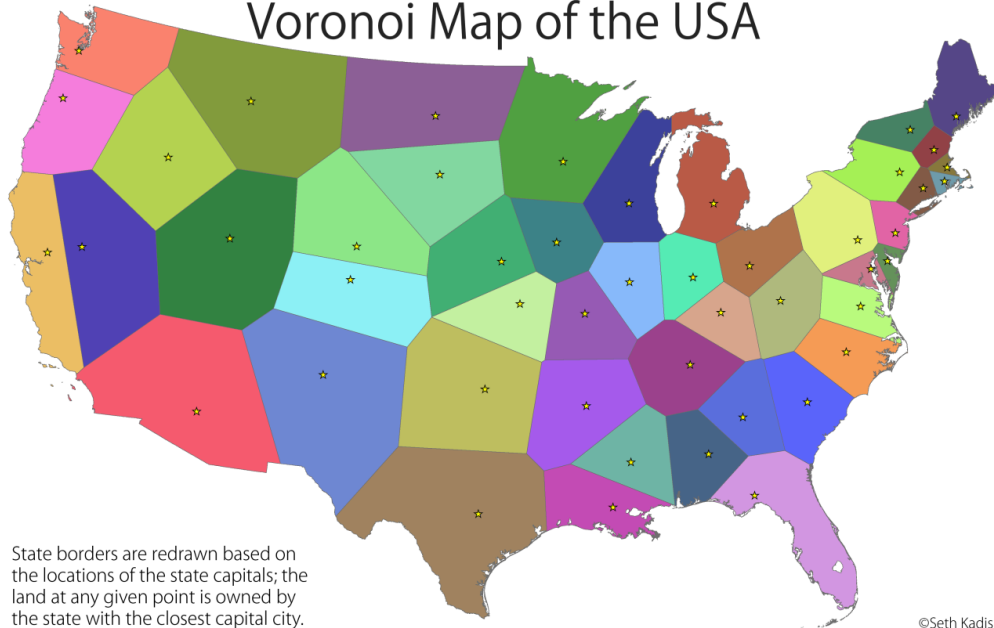 Voronoi Map of the USA
State borders are redrawn based on
the locations of the state capitals; the
land at any given point is owned by
the state with the closest capital city.
©Seth Kadis